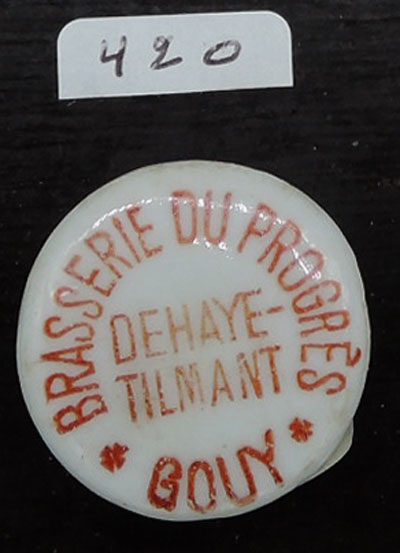 420
BRASSERIE DU PROGRÈS
DEHAYE-
TILMANT
GOUY